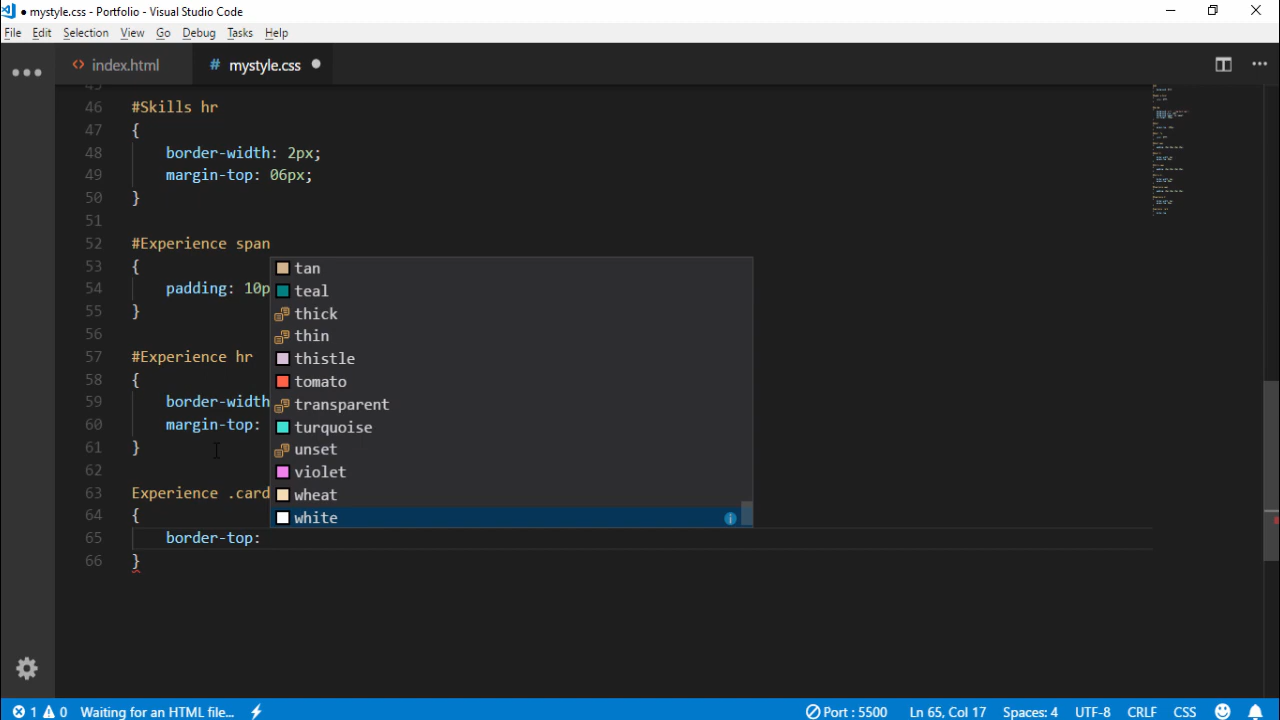 mystyle.css - Portfolio - Visual Studio Code
File Edit Selection View Go Debug Tasks Help
index.html # mystyle.css
46 #Skills hr
47 {
48 border-width: 2px;
49 margin-top: 06px;
50 }
51
52 #Experience span
53 {
54 padding: 10p
55 }
56
57 #Experience hr
58 {
59 border-width
60 margin-top:
61 }
62
63 Experience .card
64 {
65 border-top:
66 }
tan
teal
thick
thin
thistle
tomato
transparent
turquoise
unset
violet
wheat
white
1 0 Waiting for an HTML file... Port : 5500 Ln 65, Col 17 Spaces: 4 UTF-8 CRLF CSS